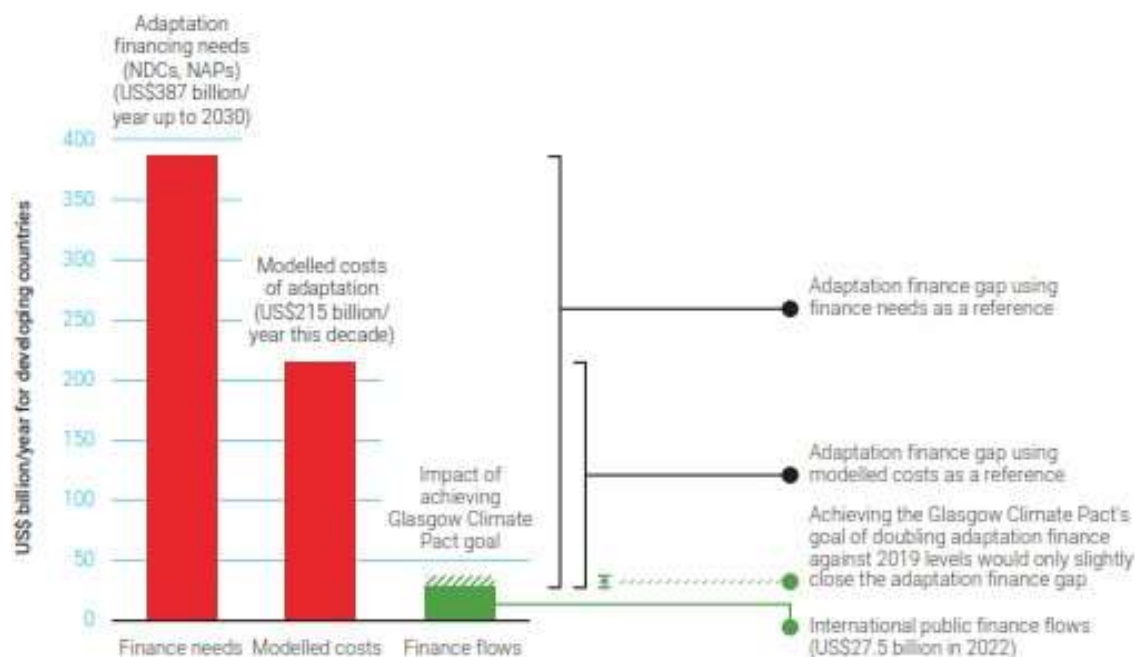 Adaptation
financing needs
(NDCs, NAPs)
(US$387 billion/
year up to 2030)
US$ billion/year for developing countries
400
350
300
250
200
150
100
50
0
Modelled costs
of adaptation
(US$215 billion/
year this decade)
Impact of
achieving
Glasgow Climate
Pact goal
Finance needs
Modelled costs
Finance flows
Adaptation finance gap using
finance needs as a reference
Adaptation finance gap using
modelled costs as a reference
Achieving the Glasgow Climate Pact's
goal of doubling adaptation finance
against 2019 levels would only slightly
close the adaptation finance gap
International public finance flows
(US$27.5 billion in 2022)